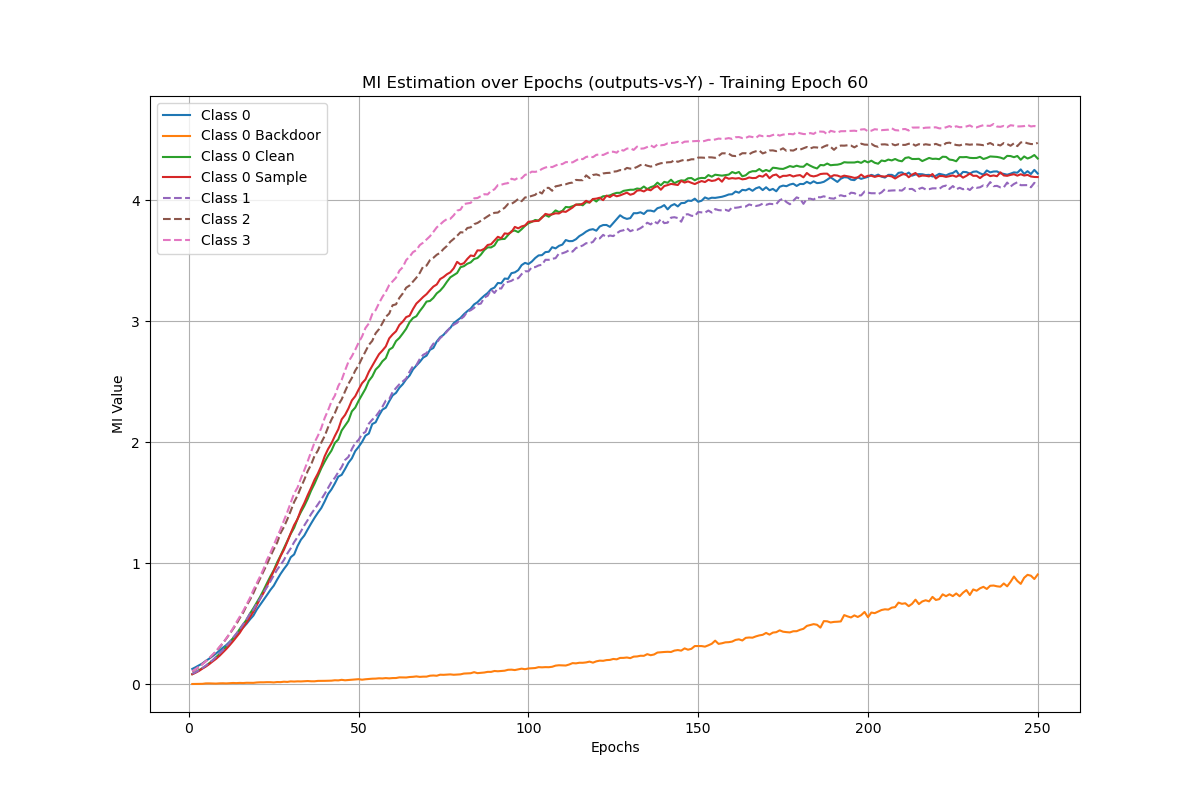 MI Estimation over Epochs (outputs-vs-Y) - Training Epoch 60
Class 0
Class 0 Backdoor
Class 0 Clean
Class 0 Sample
Class 1
Class 2
Class 3
MI Value
4
3
2
1
0
0 50 100 150 200 250
Epochs